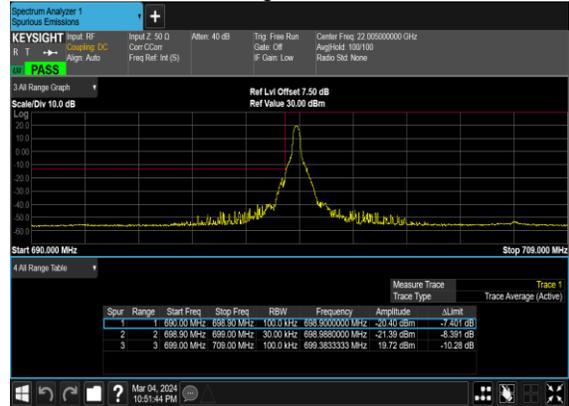 Spectrum Analyzer 1
Spurious Emissions
KEYSIGHT Input: RF Input Z: 50 Ω Atten: 40 dB Trig: Free Run Center Freq: 22.005000000 GHz
R T Coupling: DC Corr CCorr Gate: Off Avg|Hold: 100/100
Align: Auto Freq Ref: Int (S) IF Gain: Low Radio Std: None
PASS
3 All Range Graph
Ref Lvl Offset 7.50 dB
Scale/Div 10.0 dB Ref Value 30.00 dBm
Log
20.0
10.0
0.00
-10.0
-20.0
-30.0
-40.0
-50.0
-60.0
Start 690.000 MHz Stop 709.000 MHz
4 All Range Table
Measure Trace Trace 1
Trace Type Trace Average (Active)
Spur Range Start Freq Stop Freq RBW Frequency Amplitude ΔLimit
1 1 690.00 MHz 698.90 MHz 100.0 kHz 698.9000000 MHz -20.40 dBm -7.401 dB
2 2 698.90 MHz 699.00 MHz 30.00 kHz 698.9880000 MHz -21.39 dBm -8.391 dB
3 3 699.00 MHz 709.00 MHz 100.0 kHz 699.3833333 MHz 19.72 dBm -10.28 dB
Mar 04, 2024
10:51:44 PM